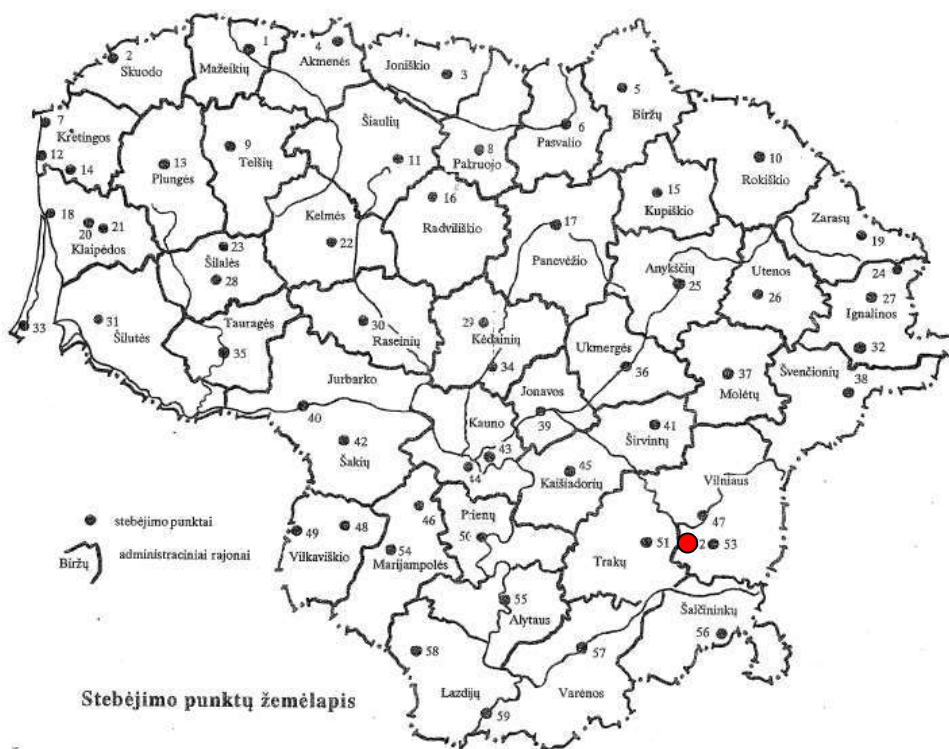 1
2
4
Akmenės
Skuodo
Mažeikių
Joniškio
3
5
7
Kretingos
Šiaulių
6
Biržų
12
14
13
Plungės
9
Telšių
11
8
Pakruojo
Pasvalio
10
Rokiškio
15
Kupiškio
18
20
21
Klaipėdos
Kelmės
22
16
Radviliškio
17
Panevėžio
Zarasų
19
23
Šilalės
28
Anykščių
25
Utenos
26
24
27
Ignalinos
33
31
Šilutės
Tauragės
35
30
Raseinių
29
Kėdainių
34
Ukmergės
36
37
Molėtų
32
Švenčionių
38
Jurbarko
40
Jonavos
39
Kauno
43
44
42
Šakių
41
Širvintų
45
Kaišiadorių
Vilniaus
47
stebėjimo punktai
49
48
Vilkaviškio
46
54
Marijampolės
Prienų
50
51
Trakų
2
53
Biržų
administraciniai rajonai
55
Alytaus
Šalčininkų
56
58
57
Lazdijų
Varėnos
59
Stebėjimo punktų žemėlapis